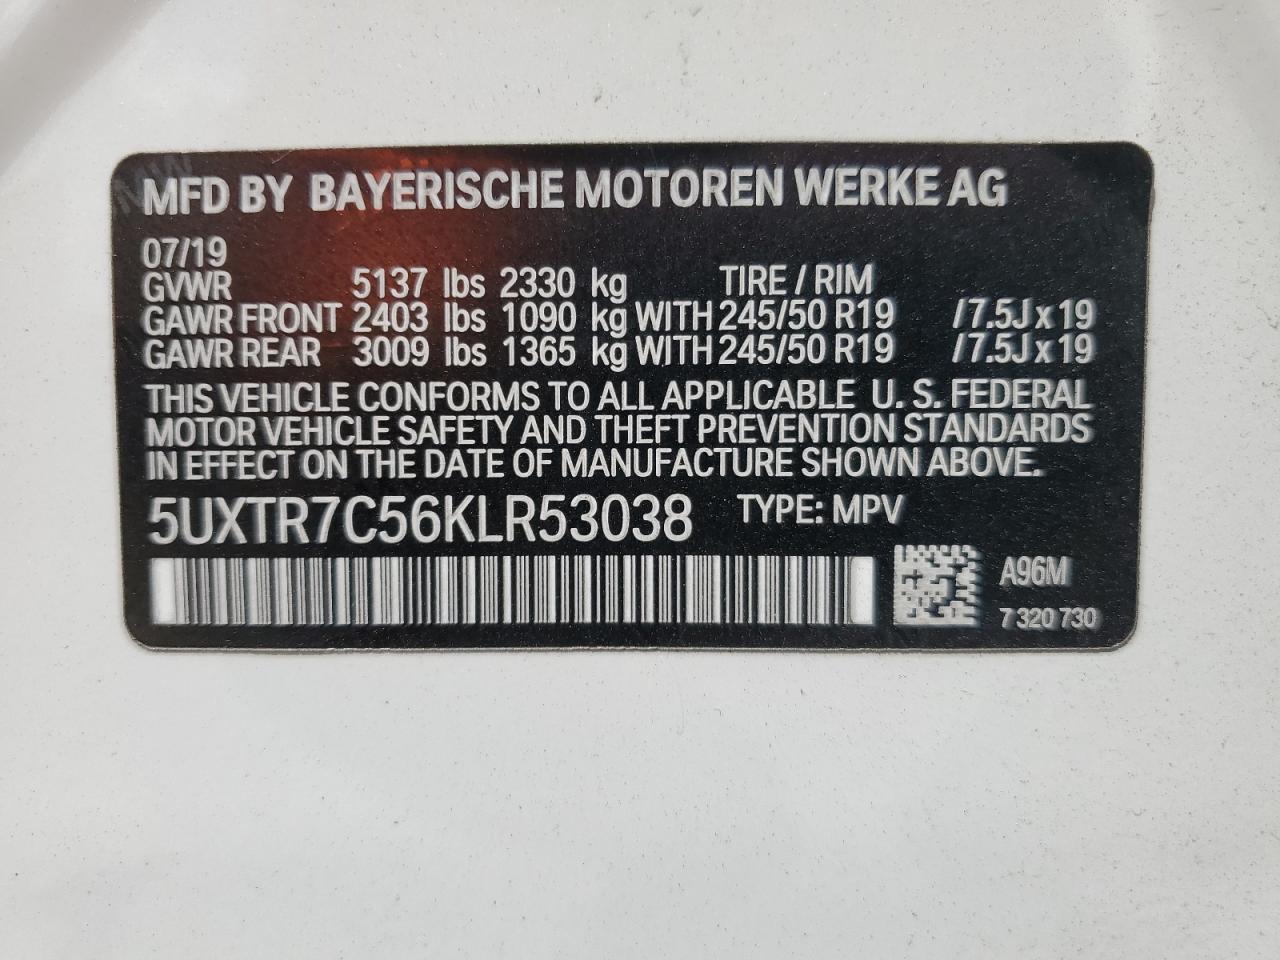 MFD BY BAYERISCHE MOTOREN WERKE AG
07/19
GVWR 5137 lbs 2330 kg TIRE / RIM
GAWR FRONT 2403 lbs 1090 kg WITH 245/50 R19 / 7.5J x 19
GAWR REAR 3009 lbs 1365 kg WITH 245/50 R19 / 7.5J x 19
THIS VEHICLE CONFORMS TO ALL APPLICABLE U. S. FEDERAL
MOTOR VEHICLE SAFETY AND THEFT PREVENTION STANDARDS
IN EFFECT ON THE DATE OF MANUFACTURE SHOWN ABOVE.
5UXTR7C56KLR53038 TYPE: MPV
A96M
7 320 730